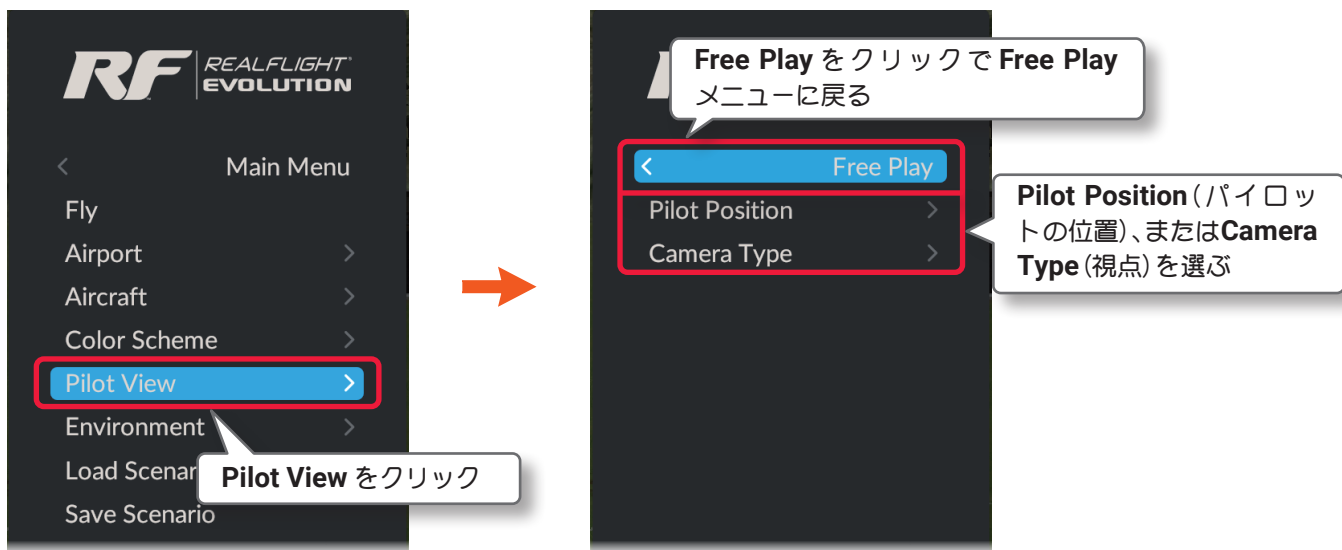 RF REALFLIGHT
EVOLUTION
Main Menu
Fly
Airport
Aircraft
Color Scheme
Pilot View
Environment
Load Scenar
Save Scenario
Pilot View をクリック
Free Play をクリックで Free Play
メニューに戻る
Free Play
Pilot Position
Camera Type
Pilot Position（パイロッ
トの位置）、またはCamera
Type（視点）を選ぶ